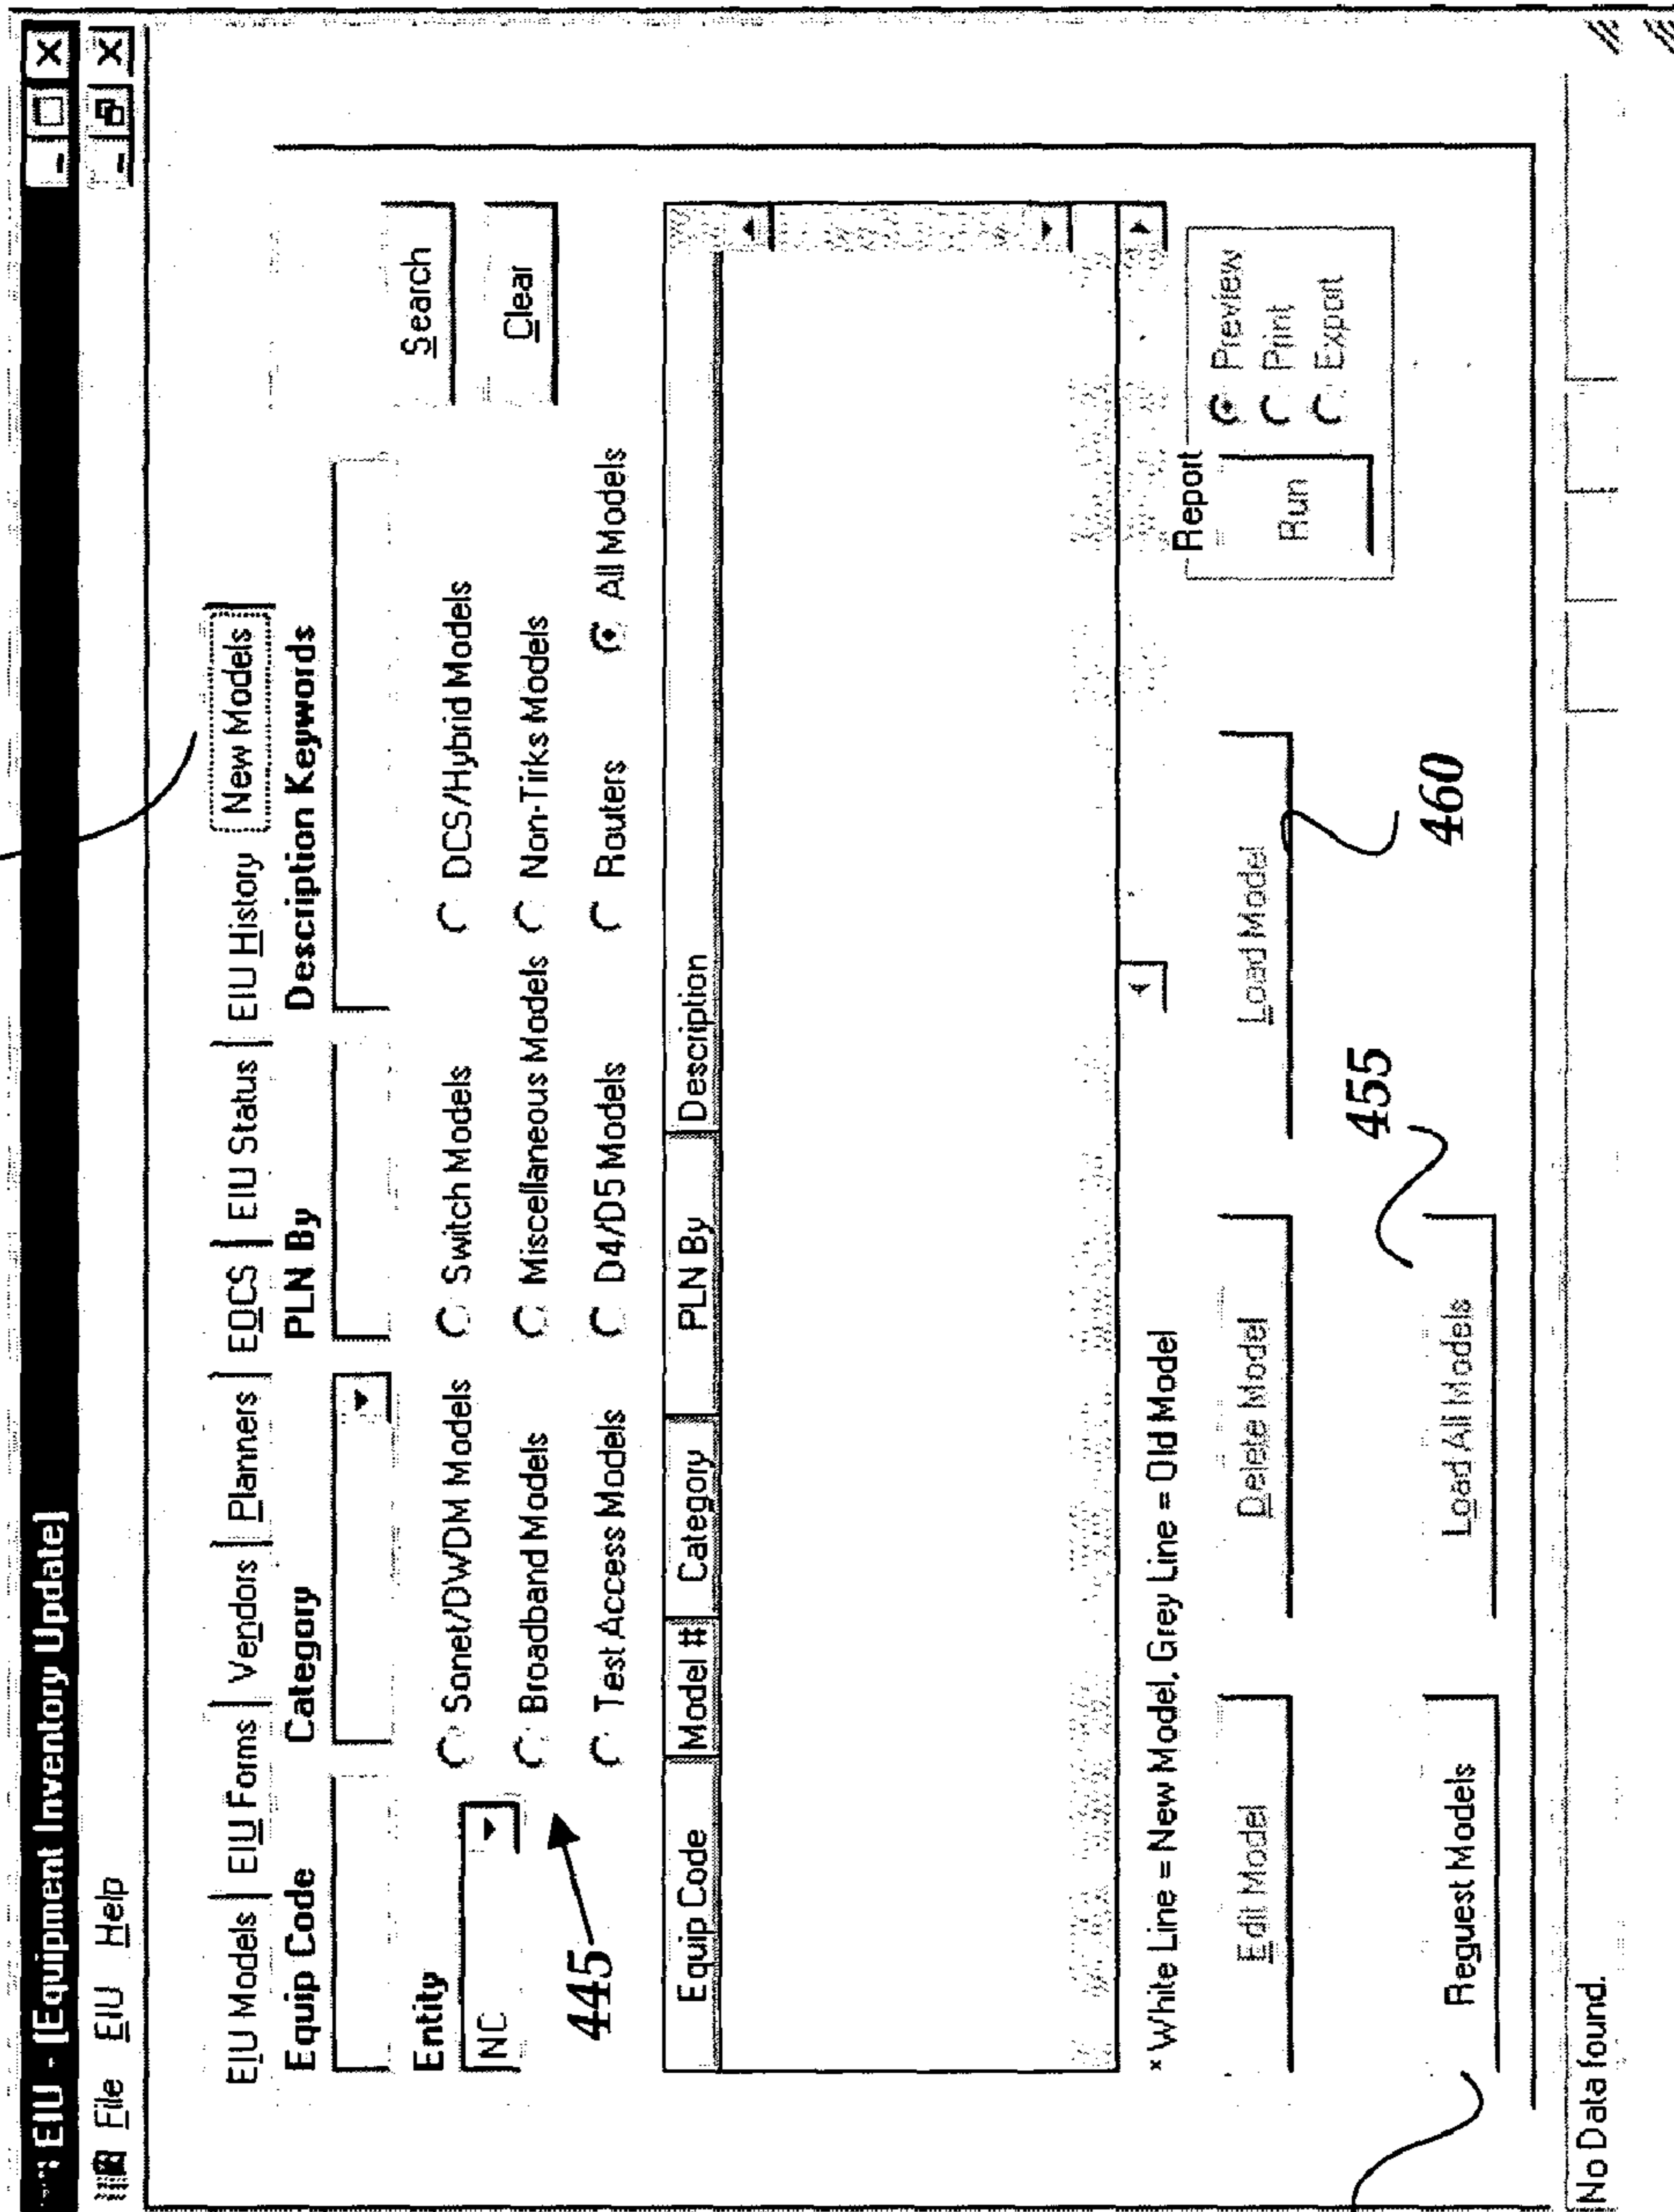 EIU - [Equipment Inventory Update]
File EIU Help
EIU Models EIU Forms Vendors Planners EOCS EIU Status EIU History New Models
Equip Code Category PLN By Description Keywords
Entity
NC
Sonet/DWDM Models Switch Models DCS/Hybrid Models
Broadband Models Miscellaneous Models Non-Tirks Models
Test Access Models D4/D5 Models Routers All Models
Search
Clear
445
Equip Code Model # Category PLN By Description
* White Line = New Model, Grey Line = Old Model
Edit Model Delete Model Load Model
Report
Run
Preview
Print
Export
455
460
Request Models Load All Models
No Data found.